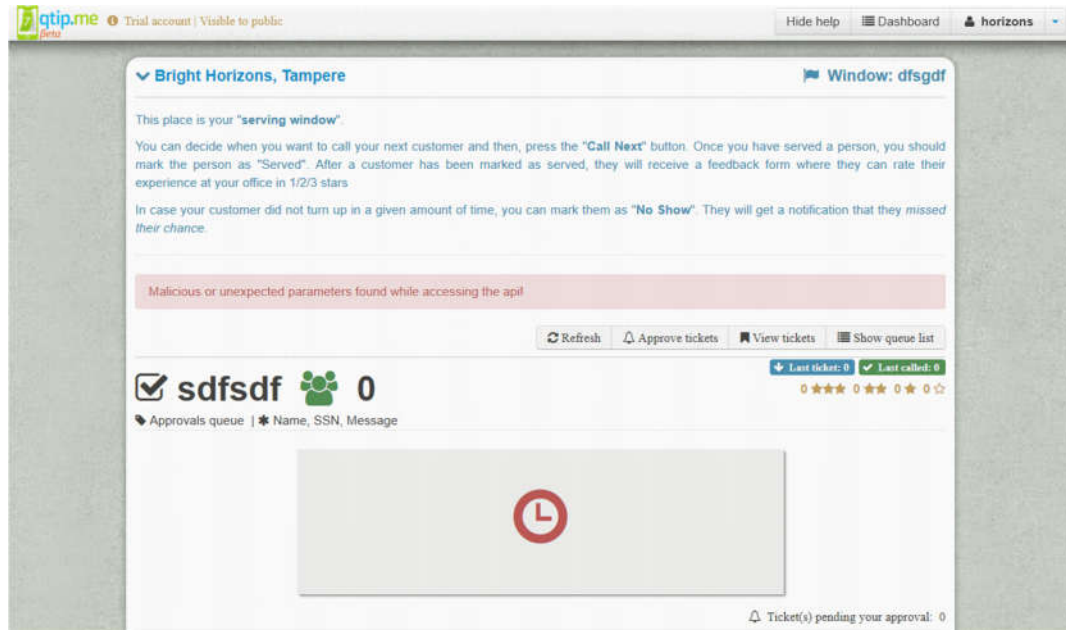 qtip.me Trial account | Visible to public Hide help Dashboard horizons
Beta
Bright Horizons, Tampere Window: dfsgdf
This place is your "serving window".
You can decide when you want to call your next customer and then, press the "Call Next" button. Once you have served a person, you should
mark the person as "Served". After a customer has been marked as served, they will receive a feedback form where they can rate their
experience at your office in 1/2/3 stars
In case your customer did not turn up in a given amount of time, you can mark them as "No Show". They will get a notification that they missed
their chance.
Malicious or unexpected parameters found while accessing the api!
Refresh Approve tickets View tickets Show queue list
Last ticket: 0 Last called: 0
sdfsdf 0
0 ★★★ 0 ★★ 0 ★ 0 ☆
Approvals queue | ✱ Name, SSN, Message
Ticket(s) pending your approval: 0